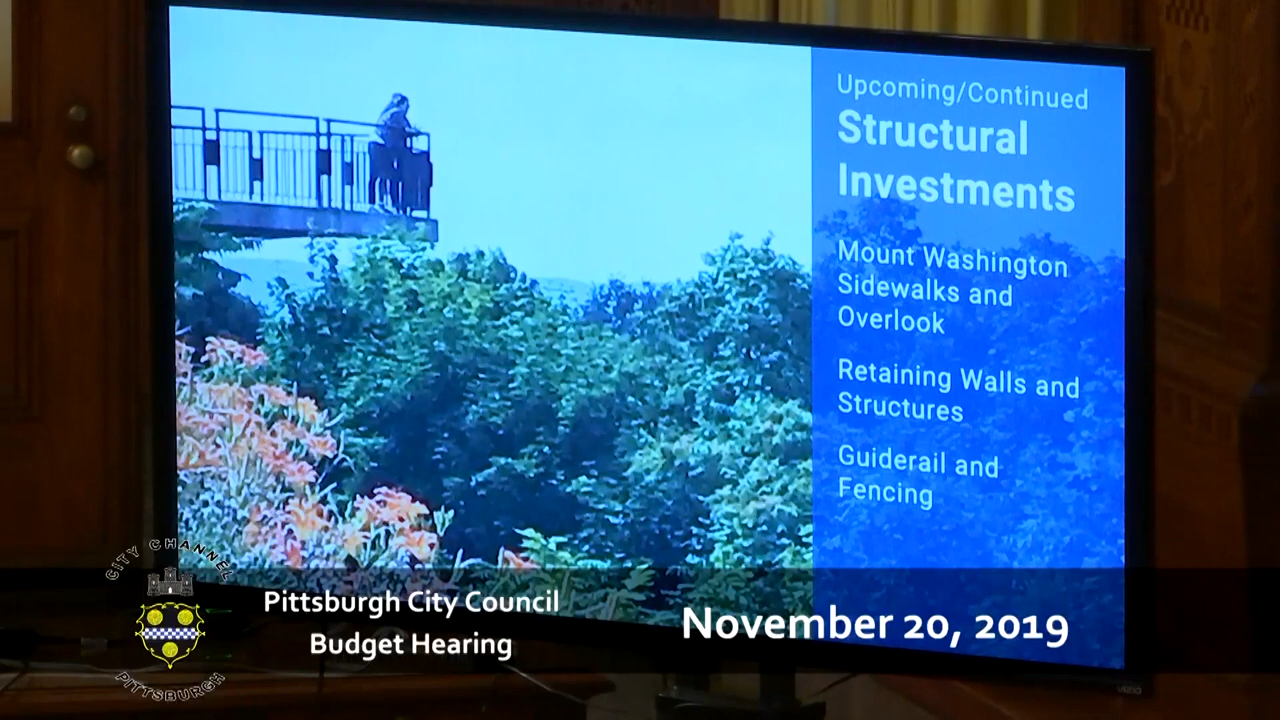 Upcoming/Continued
Structural
Investments
Mount Washington
Sidewalks and
Overlook
Retaining Walls and
Structures
Guiderail and
Fencing
CITY CHANNEL
PITTSBURGH
Pittsburgh City Council
Budget Hearing
November 20, 2019
VIZIO